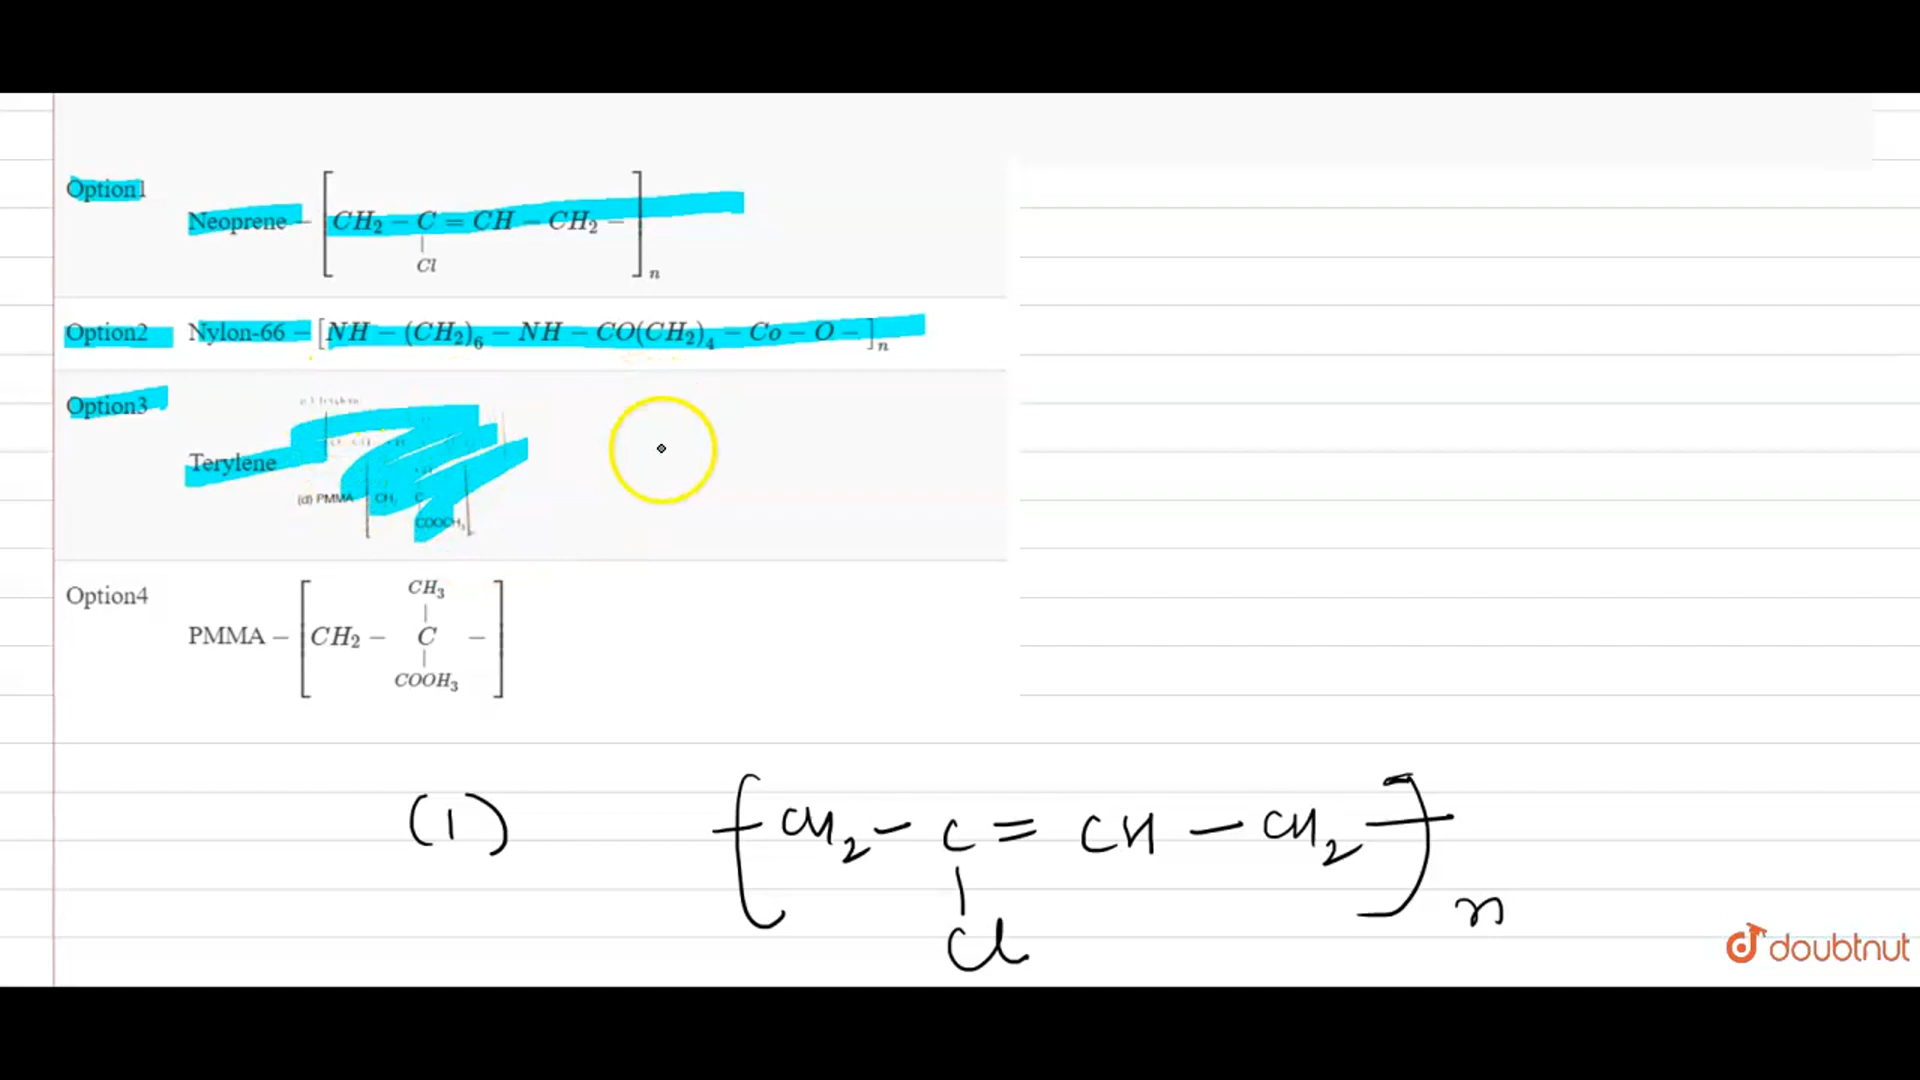 Option1
Neoprene – [ CH₂ – C = CH – CH₂ – ]
|
Cl
n
Option2 Nylon-66 – [NH – (CH₂)₆ – NH – CO(CH₂)₄ – Co – O – ]ₙ
Option3
Terylene
(d) PMMA CH C
COOCH₃
Option4
CH₃
|
PMMA – [ CH₂ – C – ]
|
COOH₃
(1) [ CH₂ – C = CH – CH₂ ]
|
Cl
n
doubtnut